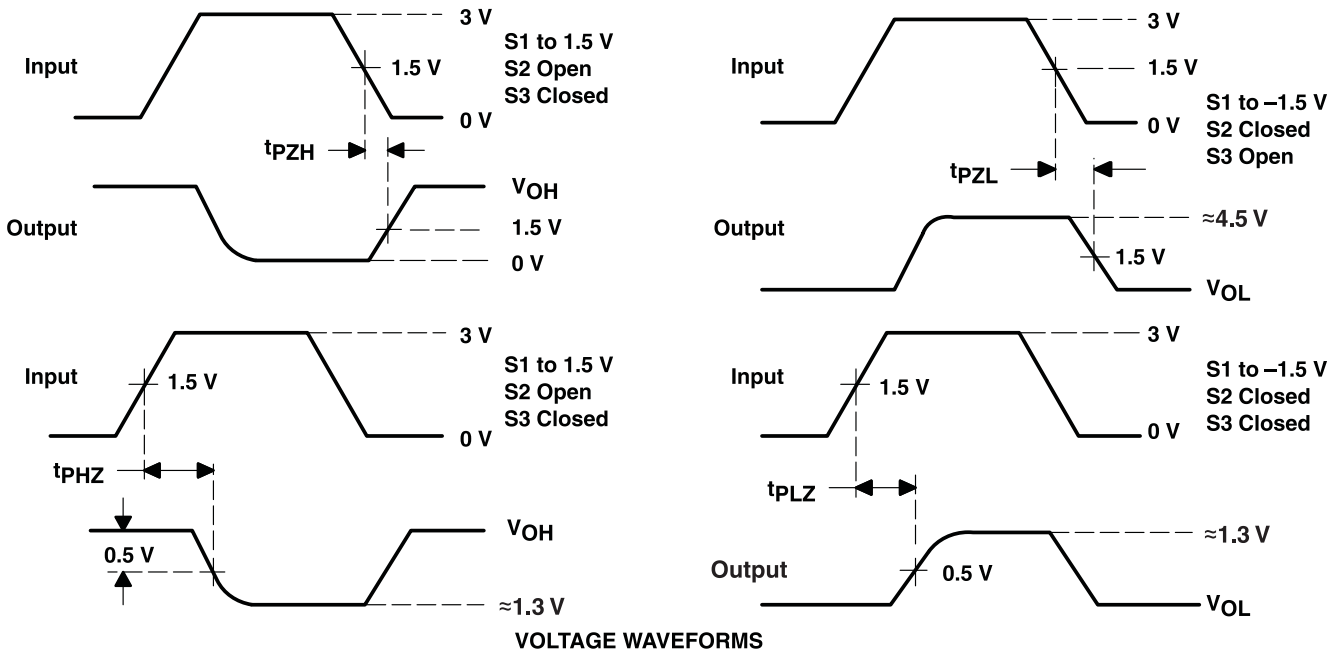 3 V
Input
1.5 V
S1 to 1.5 V
S2 Open
S3 Closed
0 V
tPZH
VOH
Output
1.5 V
0 V
3 V
Input
1.5 V
0 V
S1 to –1.5 V
S2 Closed
S3 Open
tPZL
≈4.5 V
Output
1.5 V
VOL
3 V
Input
1.5 V
S1 to 1.5 V
S2 Open
S3 Closed
0 V
tPHZ
VOH
0.5 V
≈1.3 V
3 V
Input
1.5 V
S1 to –1.5 V
S2 Closed
S3 Closed
0 V
tPLZ
≈1.3 V
Output
0.5 V
VOL
VOLTAGE WAVEFORMS